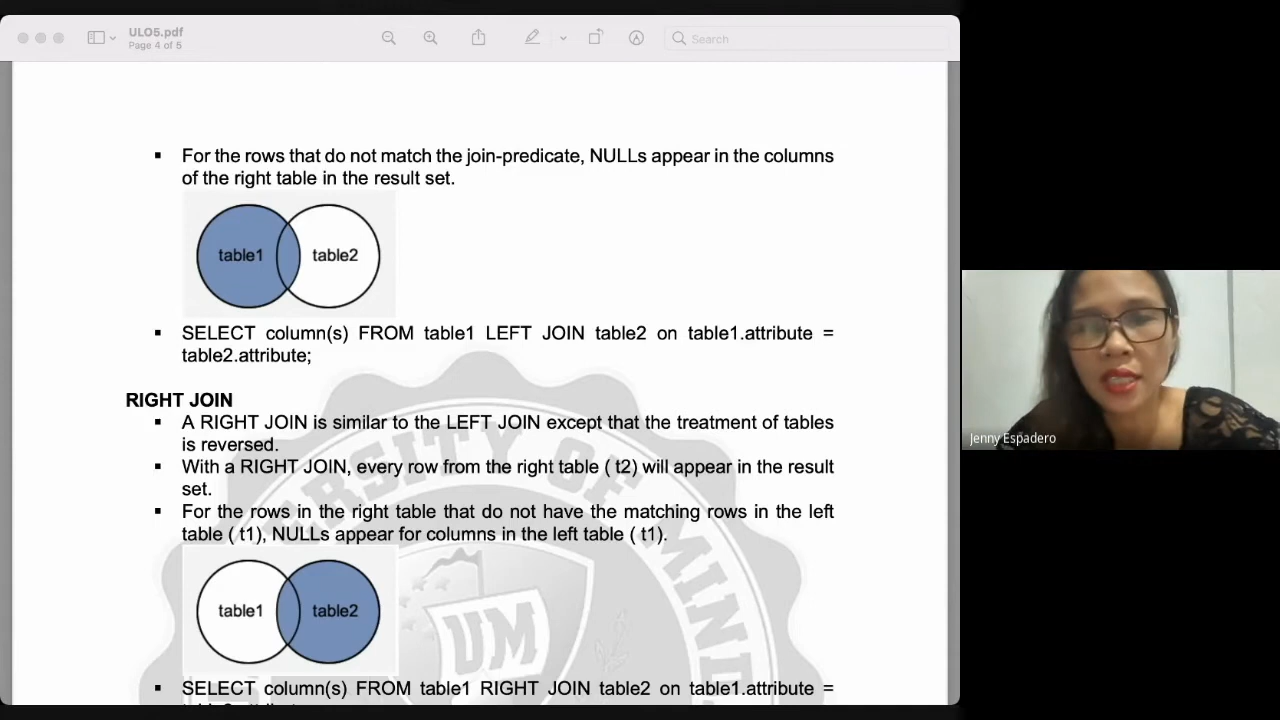 ULO5.pdf
Page 4 of 5
Search
▪ For the rows that do not match the join-predicate, NULLs appear in the columns
of the right table in the result set.
table1 table2
▪ SELECT column(s) FROM table1 LEFT JOIN table2 on table1.attribute =
table2.attribute;
RIGHT JOIN
▪ A RIGHT JOIN is similar to the LEFT JOIN except that the treatment of tables
is reversed.
▪ With a RIGHT JOIN, every row from the right table ( t2) will appear in the result
set.
▪ For the rows in the right table that do not have the matching rows in the left
table ( t1), NULLs appear for columns in the left table ( t1).
table1 table2
UM
▪ SELECT column(s) FROM table1 RIGHT JOIN table2 on table1.attribute =
Jenny Espadero